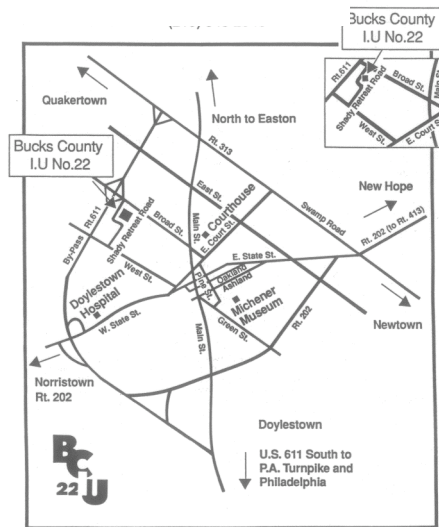 Bucks County
I.U No.22
Rt.611
Broad St.
Main St.
Shady Retreat Road
West St.
E. Court St.
Quakertown
North to Easton
Rt. 313
Bucks County
I.U No.22
East St.
Courthouse
New Hope
Swamp Road
Rt. 202 (to Rt. 413)
By-Pass Rt.611
Shady Retreat Road
Broad St.
Main St.
E. Court St.
West St.
E. State St.
Pine St.
Oakland
Ashland
Doylestown
Hospital
Michener
Museum
W. State St.
Green St.
Rt. 202
Newtown
Main St.
Norristown
Rt. 202
Doylestown
U.S. 611 South to
P.A. Turnpike and
Philadelphia
22